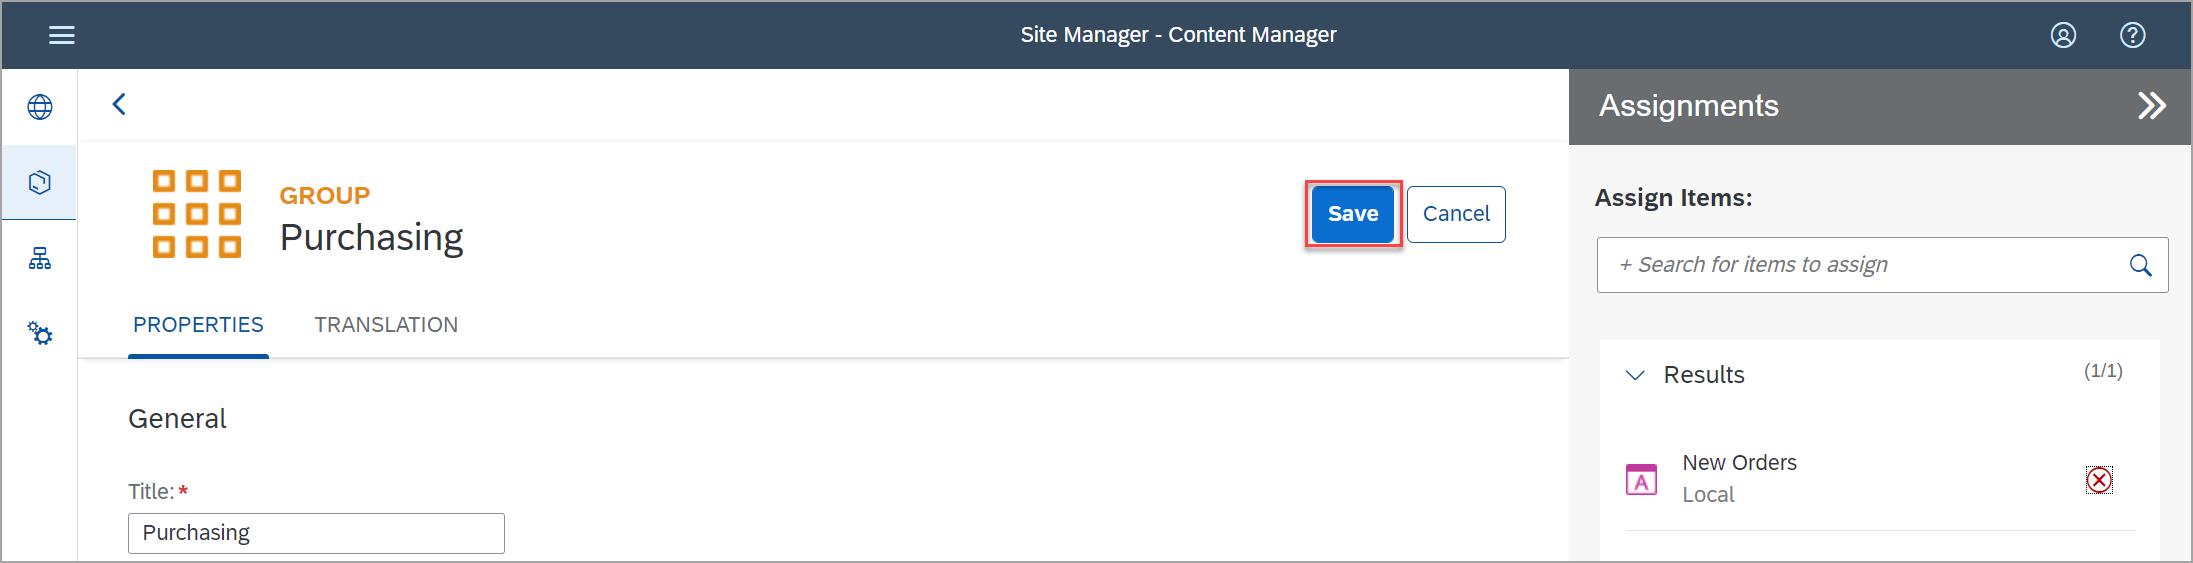 Site Manager - Content Manager
Assignments
GROUP
Purchasing
Save
Cancel
PROPERTIES
TRANSLATION
General
Title:*
Purchasing
Assign Items:
+ Search for items to assign
Results
(1/1)
A
New Orders
Local